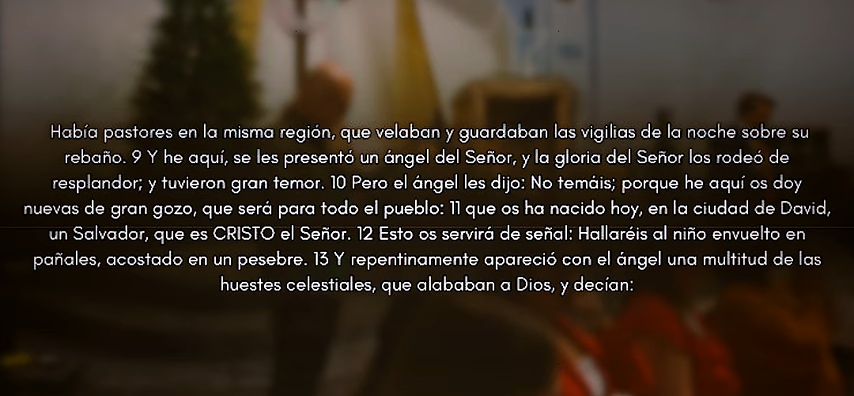 Había pastores en la misma región, que velaban y guardaban las vigilias de la noche sobre su
rebaño. 9 Y he aquí, se les presentó un ángel del Señor, y la gloria del Señor los rodeó de
resplandor; y tuvieron gran temor. 10 Pero el ángel les dijo: No temáis; porque he aquí os doy
nuevas de gran gozo, que será para todo el pueblo: 11 que os ha nacido hoy, en la ciudad de David,
un Salvador, que es CRISTO el Señor. 12 Esto os servirá de señal: Hallaréis al niño envuelto en
pañales, acostado en un pesebre. 13 Y repentinamente apareció con el ángel una multitud de las
huestes celestiales, que alababan a Dios, y decían: